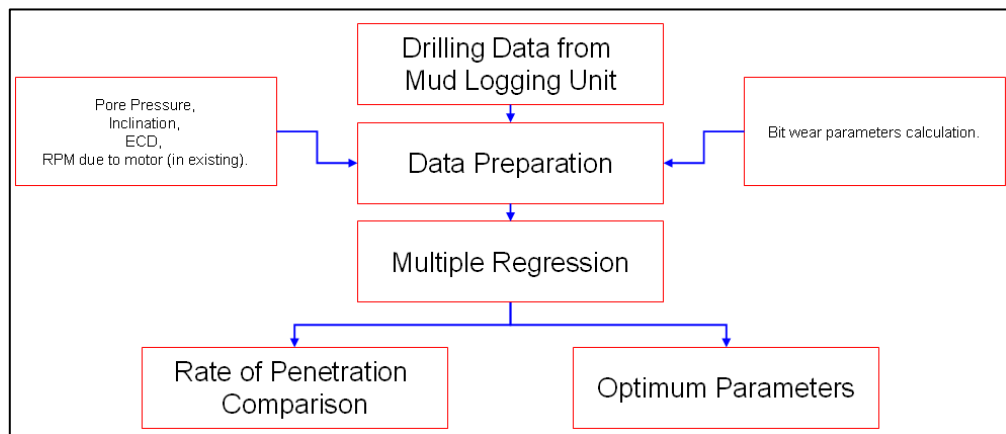 Drilling Data from
Mud Logging Unit
Pore Pressure,
Inclination,
ECD,
RPM due to motor (in existing).
Data Preparation
Bit wear parameters calculation.
Multiple Regression
Rate of Penetration
Comparison
Optimum Parameters